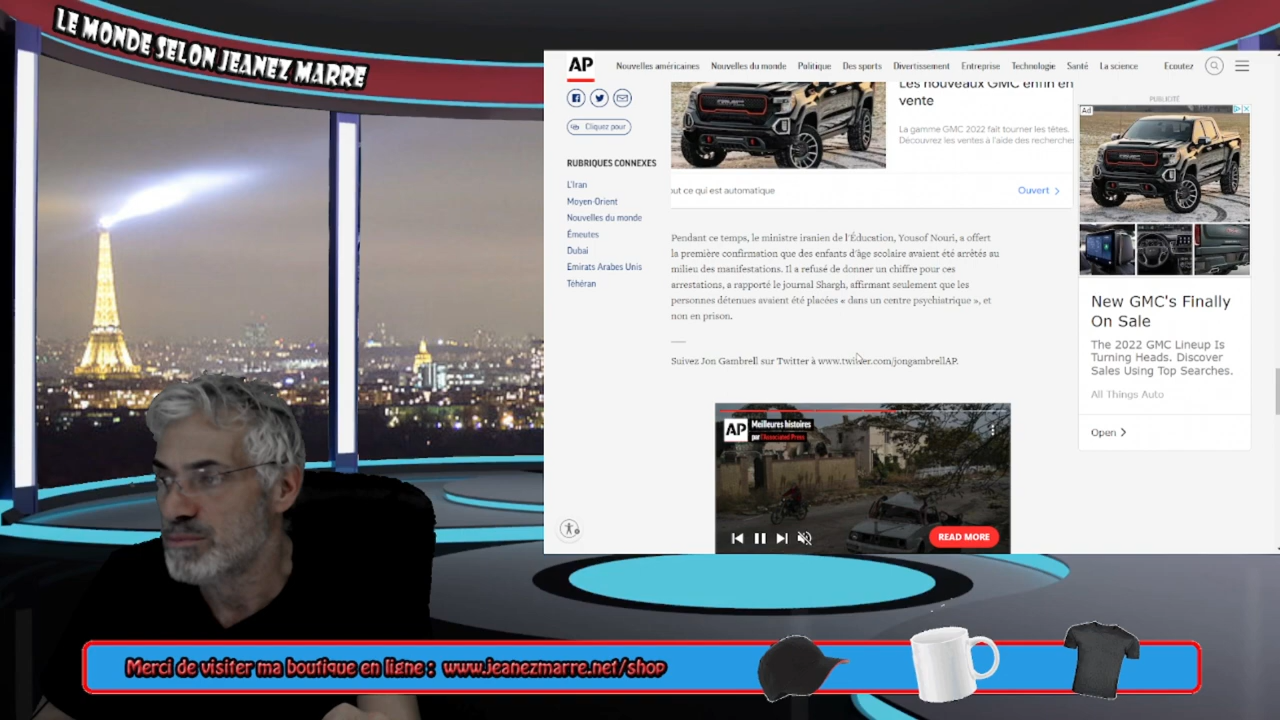 LE MONDE SELON JEANEZ MARRE
AP
Nouvelles américaines
Nouvelles du monde
Politique
Des sports
Divertissement
Entreprise
Technologie
Santé
La science
Ecoutez
Cliquez pour
RUBRIQUES CONNEXES
L'Iran
Moyen-Orient
Nouvelles du monde
Émeutes
Dubai
Emirats Arabes Unis
Téhéran
Les nouveaux GMC enfin en
vente
La gamme GMC 2022 fait tourner les têtes.
Découvrez les ventes à l'aide des recherches
out ce qui est automatique
Ouvert
Pendant ce temps, le ministre iranien de l'Éducation, Yousof Nouri, a offert
la première confirmation que des enfants d'âge scolaire avaient été arrêtés au
milieu des manifestations. Il a refusé de donner un chiffre pour ces
arrestations, a rapporté le journal Shargh, affirmant seulement que les
personnes détenues avaient été placées « dans un centre psychiatrique », et
non en prison.
Suivez Jon Gambrell sur Twitter à www.twitter.com/jongambrellAP.
AP
Meilleures histoires
par l'Associated Press
READ MORE
PUBLICITÉ
Ad
New GMC's Finally
On Sale
The 2022 GMC Lineup Is
Turning Heads. Discover
Sales Using Top Searches.
All Things Auto
Open
Merci de visiter ma boutique en ligne : www.jeanezmarre.net/shop